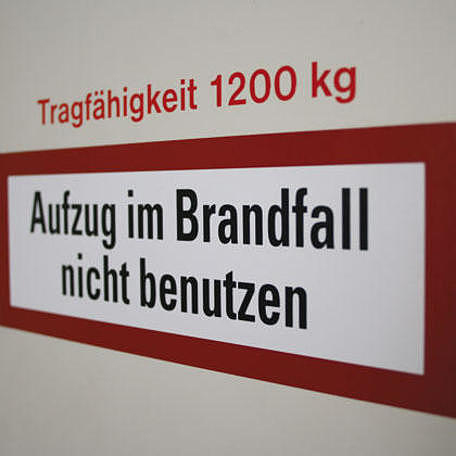 Tragfähigkeit 1200 kg
Aufzug im Brandfall
nicht benutzen